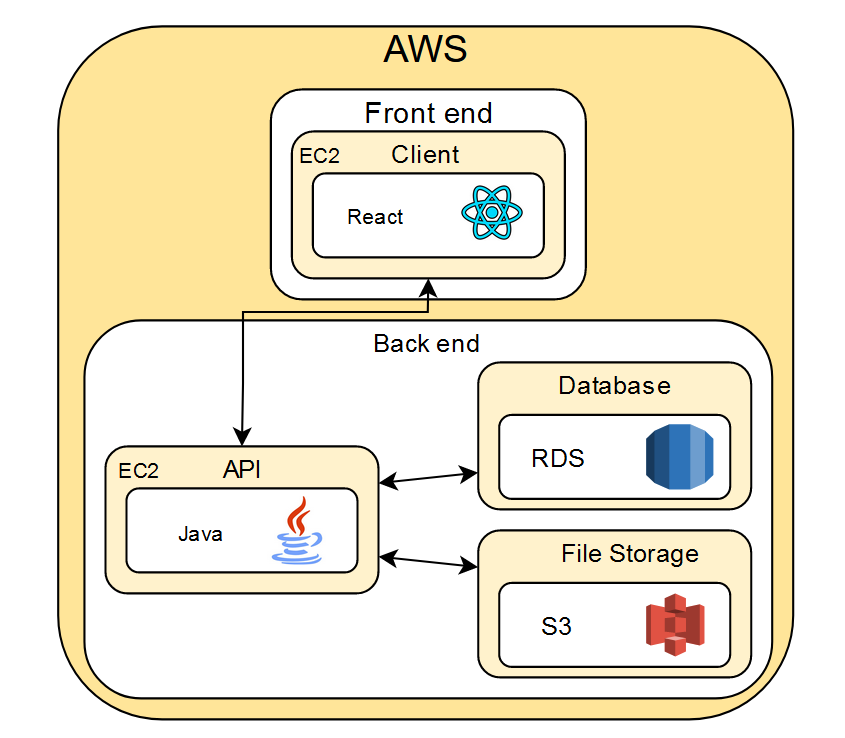 AWS
Front end
EC2 Client
React
Back end
Database
RDS
EC2 API
Java
File Storage
S3